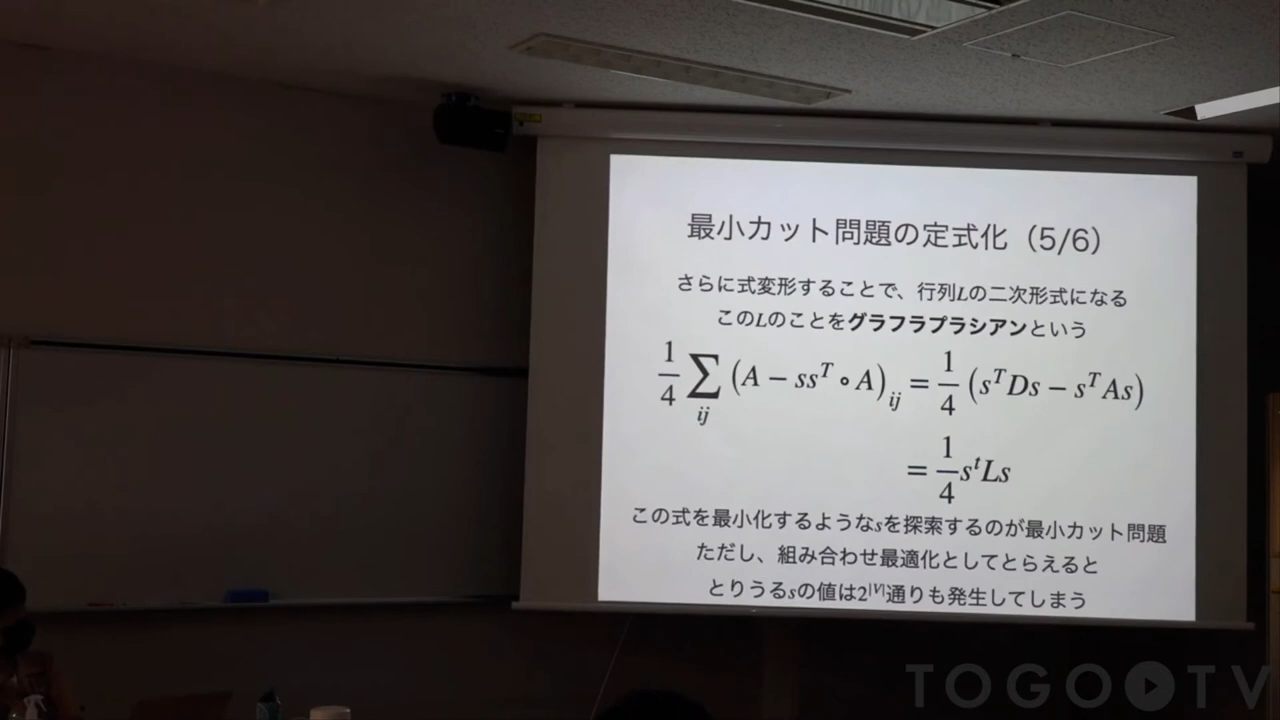 最小カット問題の定式化（5/6）
さらに式変形することで、行列Lの二次形式になる
このLのことをグラフラプラシアンという
1/4 ∑ij (A − ssᵀ ∘ A)ij = 1/4 (sᵀDs − sᵀAs)
= 1/4 sᵗLs
この式を最小化するようなsを探索するのが最小カット問題
ただし、組み合わせ最適化としてとらえると
とりうるsの値は2^|V|通りも発生してしまう
TOGO TV